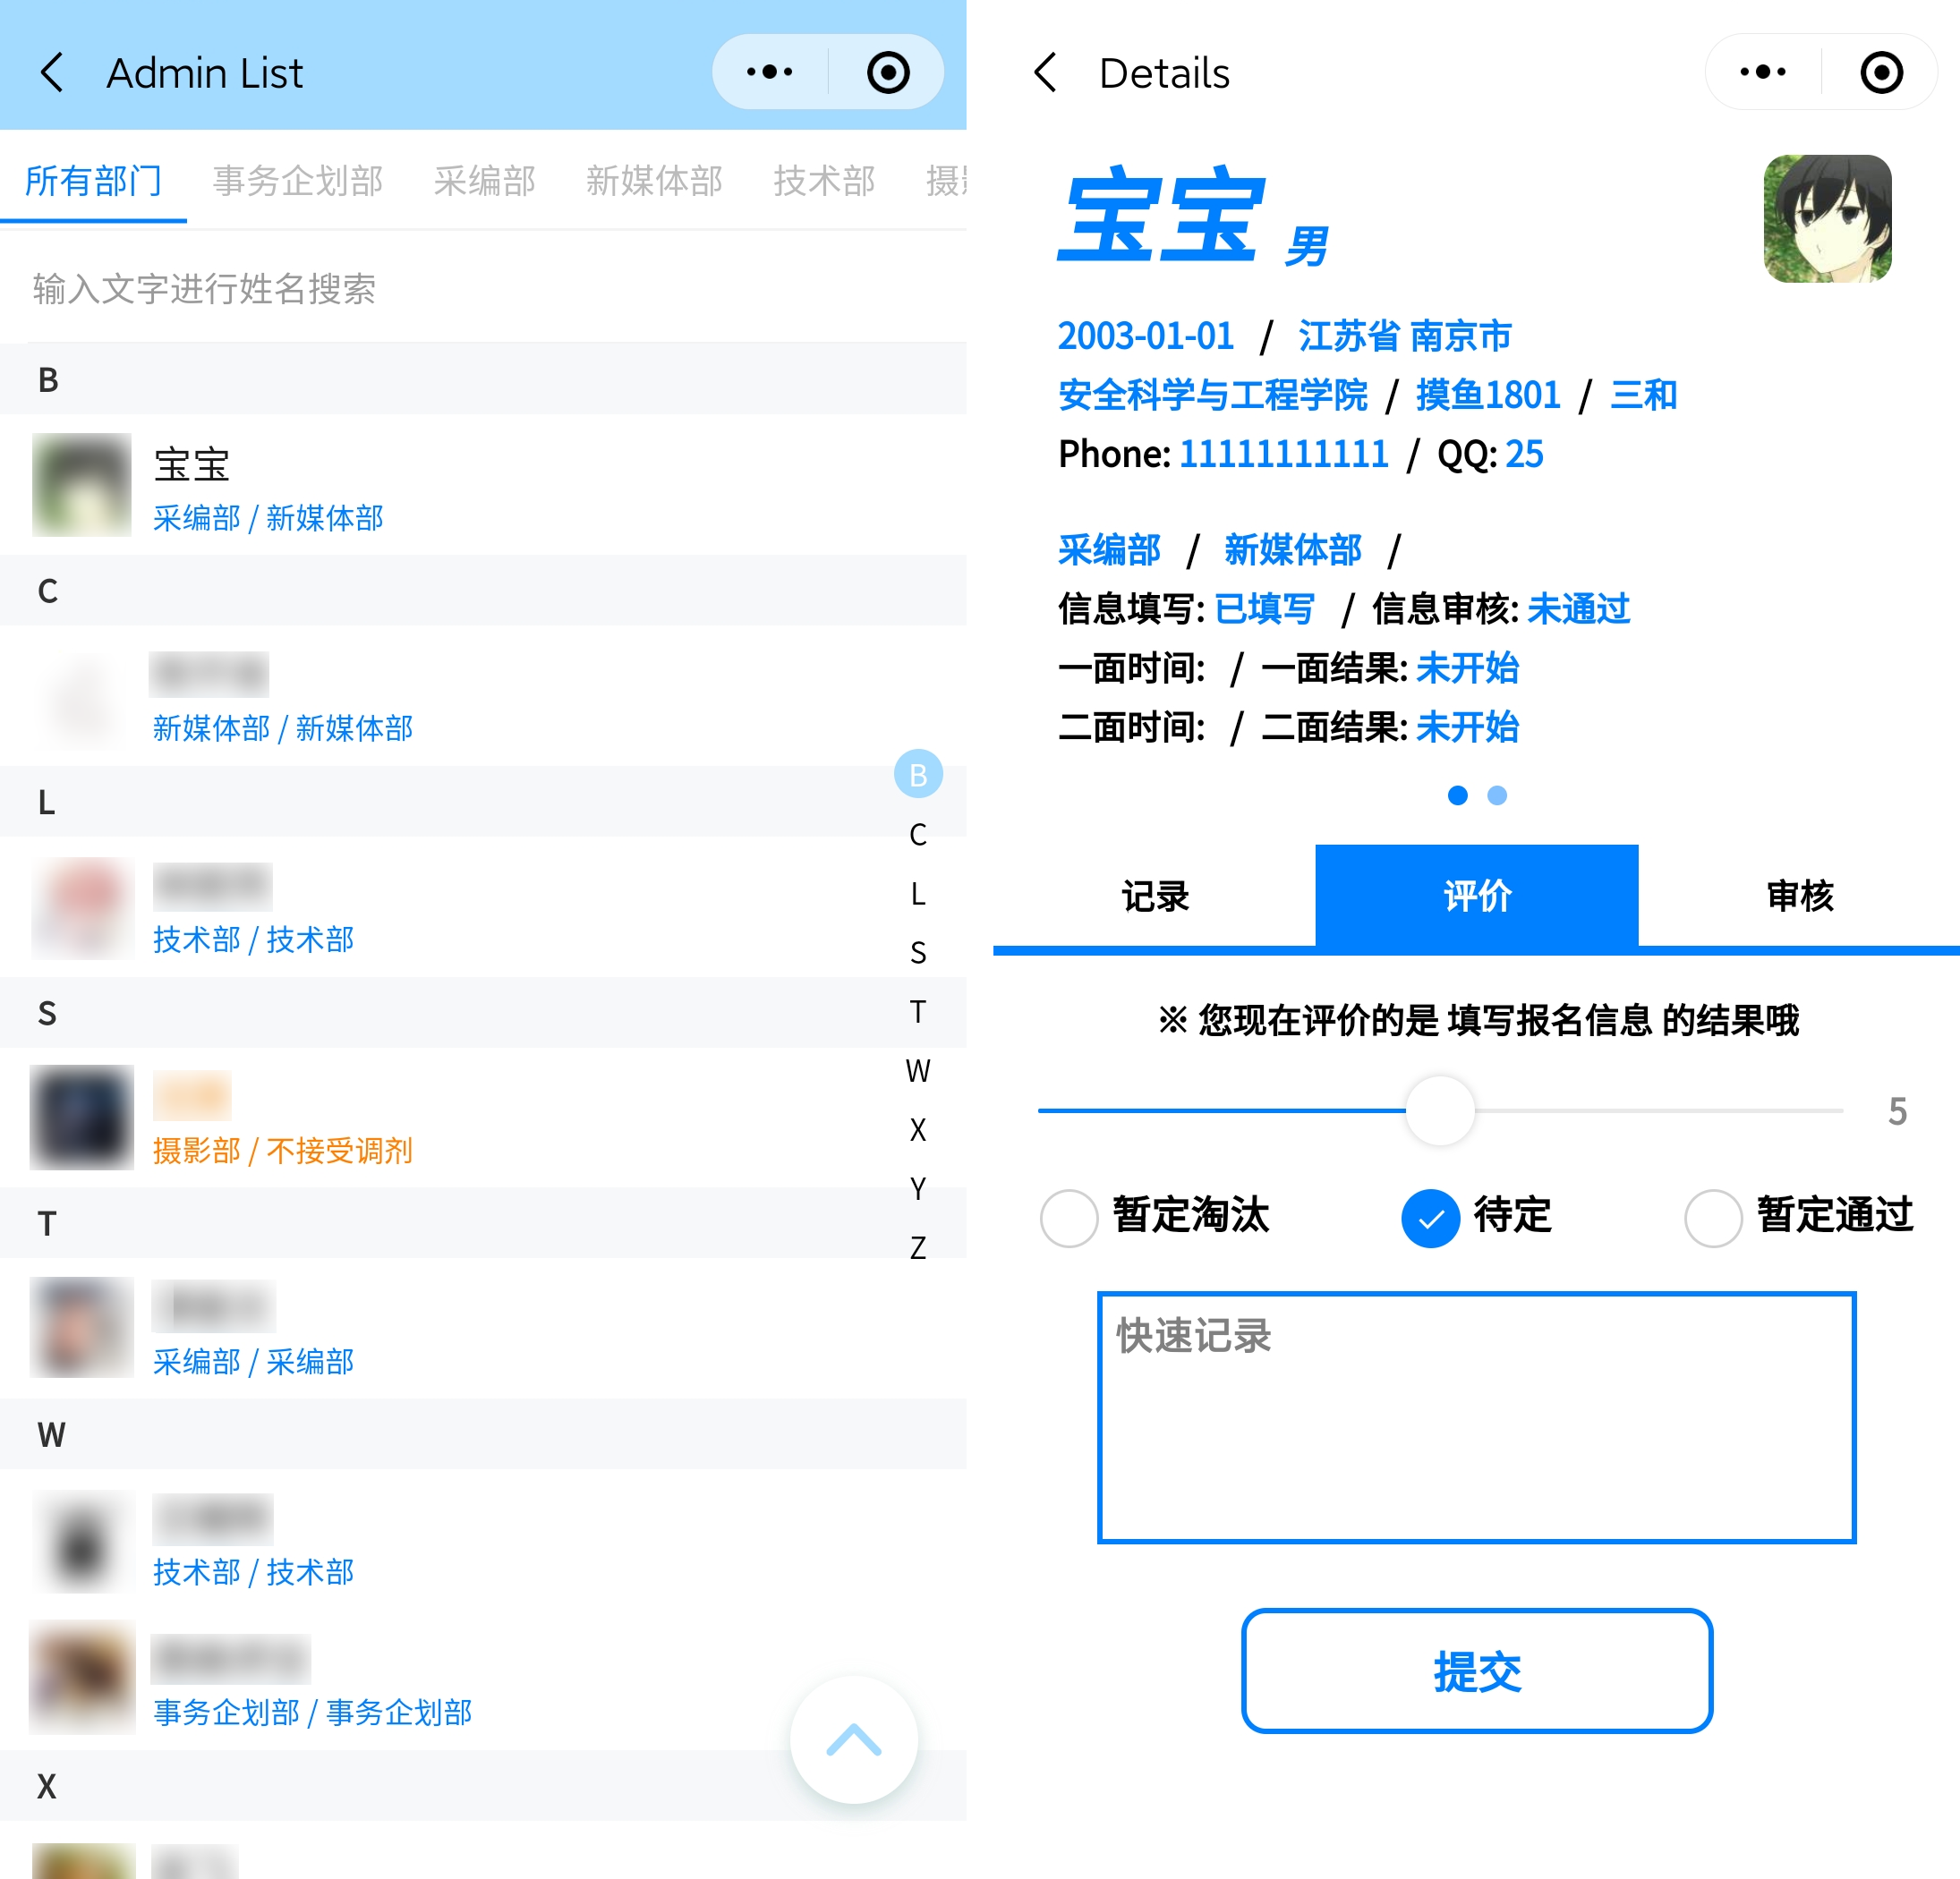 Admin List
所有部门 事务企划部 采编部 新媒体部 技术部
输入文字进行姓名搜索
B
宝宝
采编部 / 新媒体部
C
新媒体部 / 新媒体部
L
技术部 / 技术部
S
摄影部 / 不接受调剂
T
采编部 / 采编部
W
技术部 / 技术部
事务企划部 / 事务企划部
X
B
C
L
S
T
W
X
Y
Z
Details
宝宝 男
2003-01-01 / 江苏省 南京市
安全科学与工程学院 / 摸鱼1801 / 三和
Phone: 11111111111 / QQ: 25
采编部 / 新媒体部 /
信息填写: 已填写 / 信息审核: 未通过
一面时间: / 一面结果: 未开始
二面时间: / 二面结果: 未开始
记录 评价 审核
※ 您现在评价的是 填写报名信息 的结果哦
5
暂定淘汰 待定 暂定通过
快速记录
提交